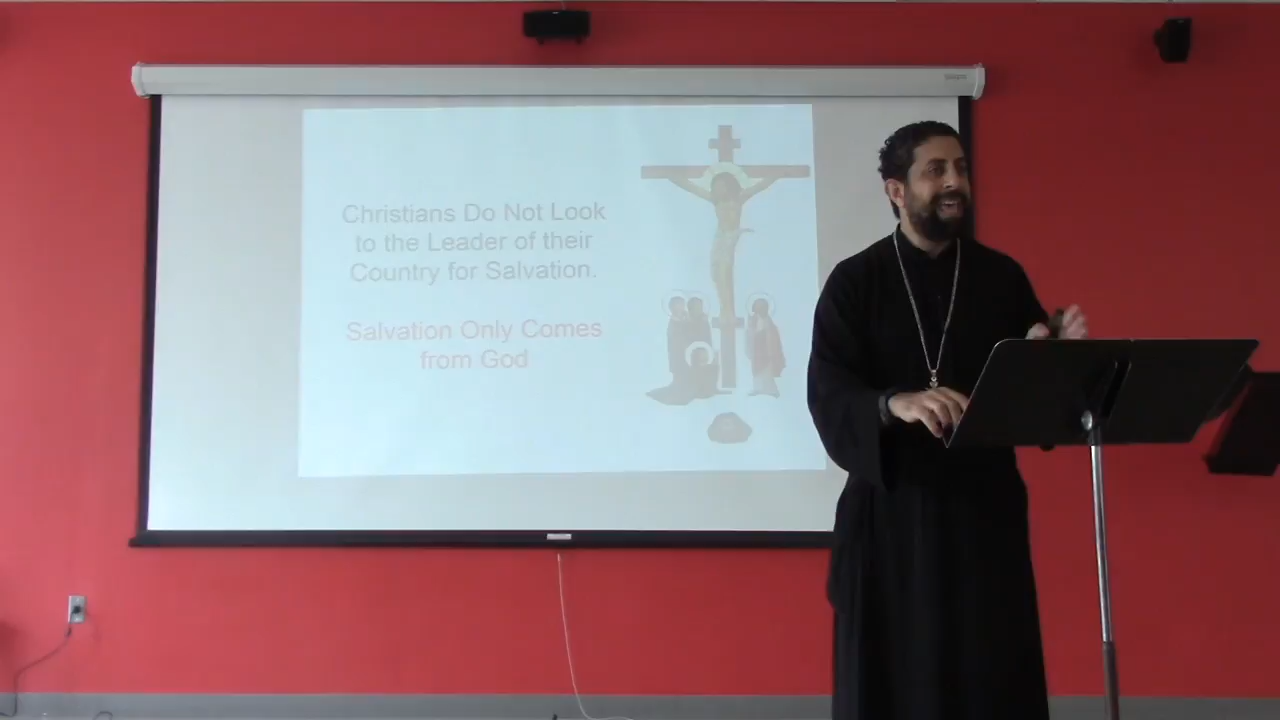 Christians Do Not Look
to the Leader of their
Country for Salvation.
Salvation Only Comes
from God